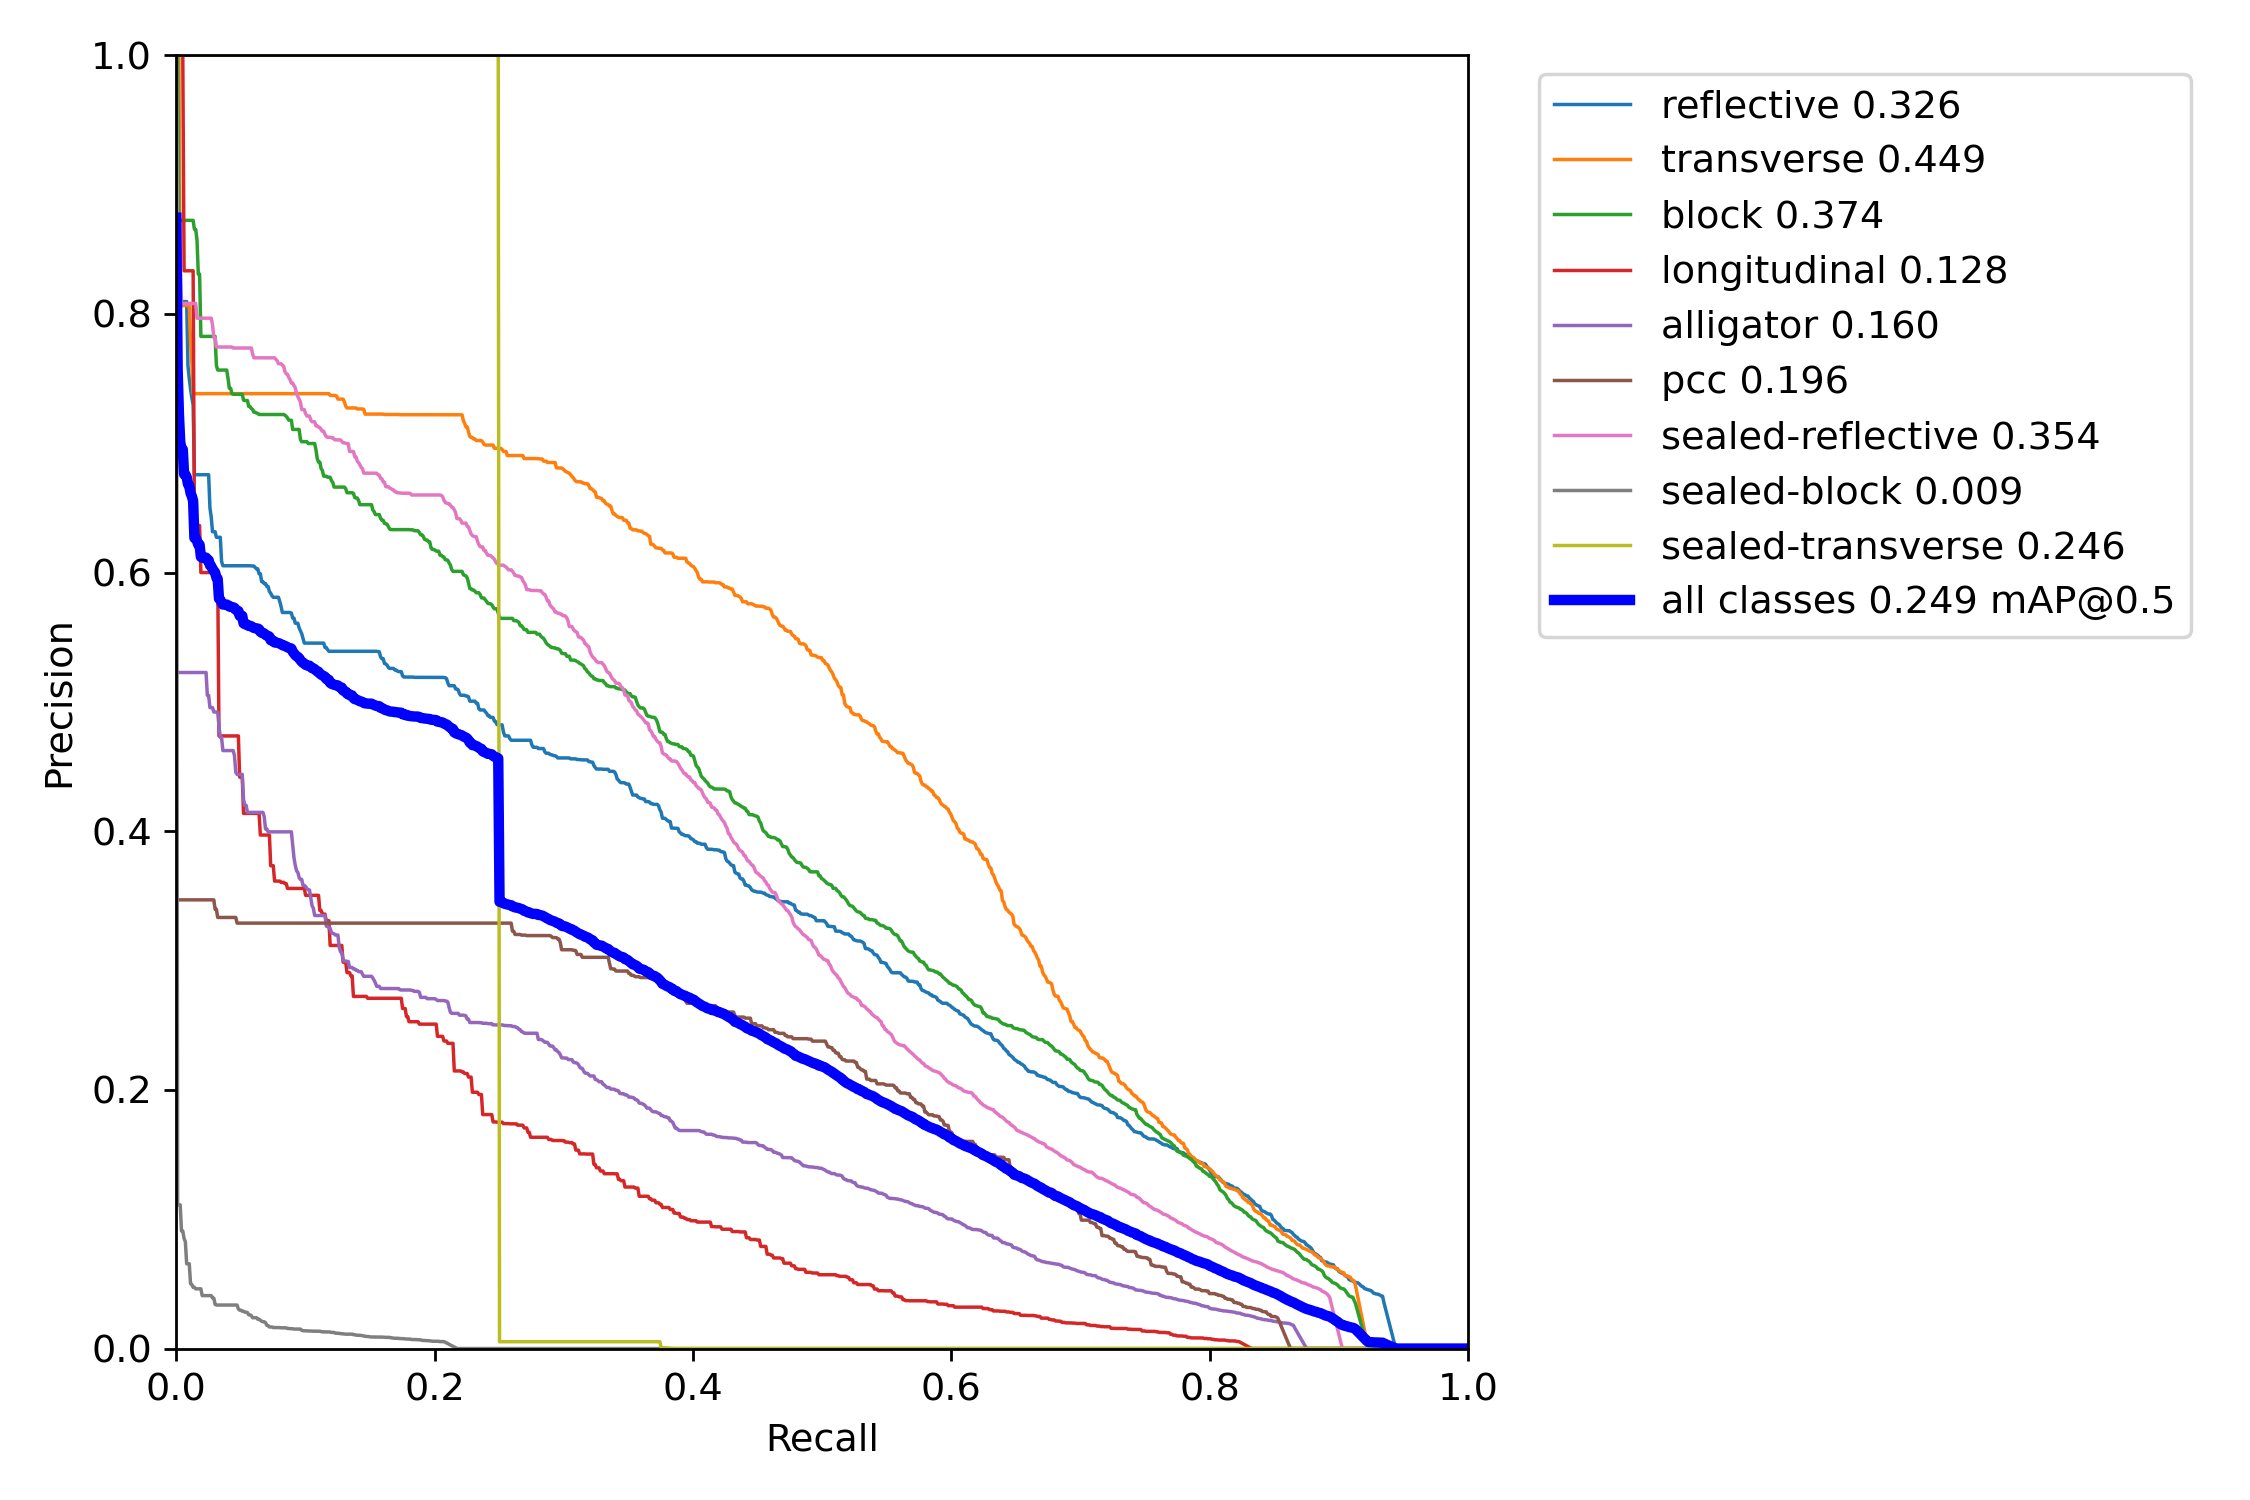 1.0
0.8
0.6
0.4
0.2
0.0
Precision
0.0 0.2 0.4 0.6 0.8 1.0
Recall
reflective 0.326
transverse 0.449
block 0.374
longitudinal 0.128
alligator 0.160
pcc 0.196
sealed-reflective 0.354
sealed-block 0.009
sealed-transverse 0.246
all classes 0.249 mAP@0.5